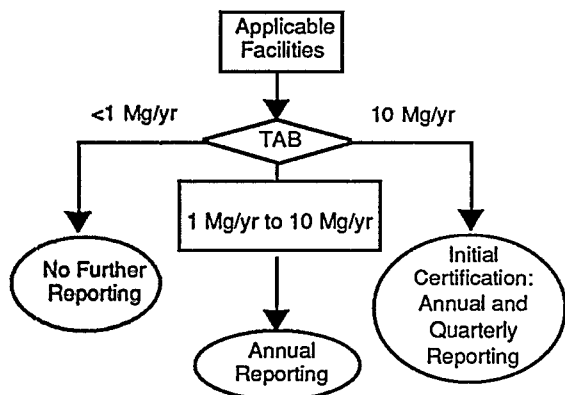 Applicable
Facilities
<1 Mg/yr
TAB
10 Mg/yr
1 Mg/yr to 10 Mg/yr
No Further
Reporting
Initial
Certification:
Annual and
Quarterly
Reporting
Annual
Reporting